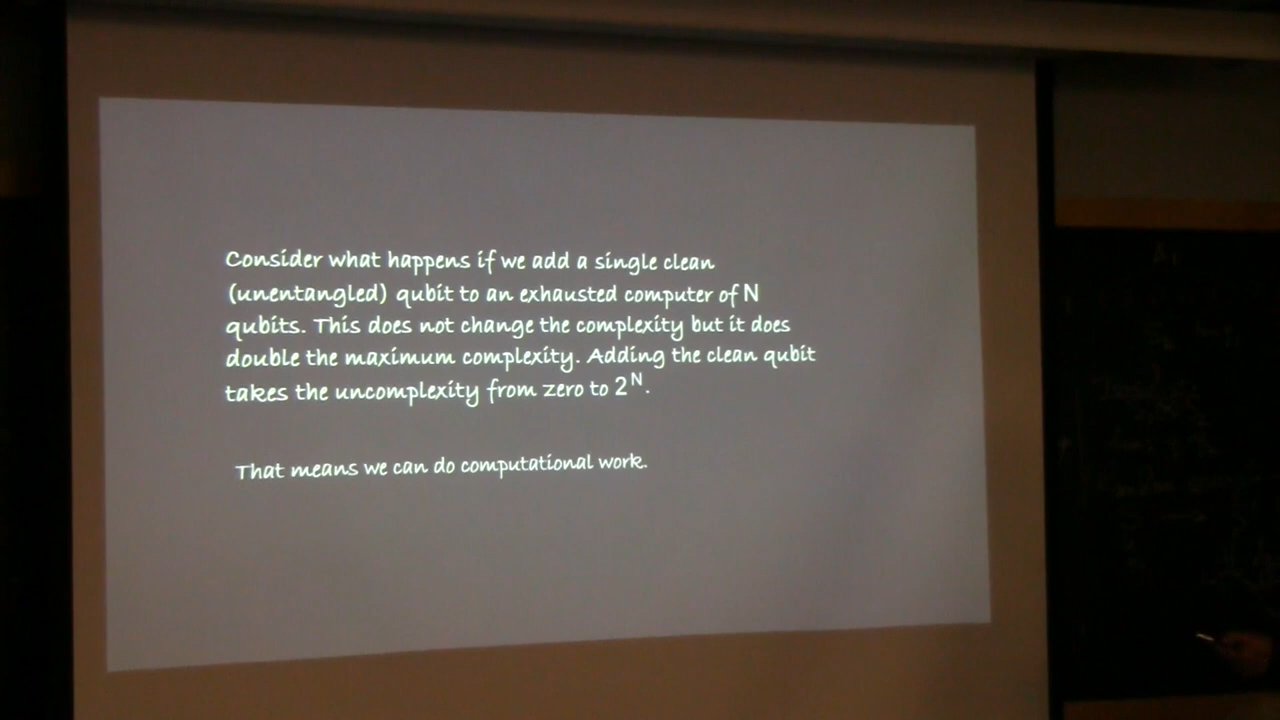 Consider what happens if we add a single clean
(unentangled) qubit to an exhausted computer of N
qubits. This does not change the complexity but it does
double the maximum complexity. Adding the clean qubit
takes the uncomplexity from zero to 2ᴺ.
That means we can do computational work.